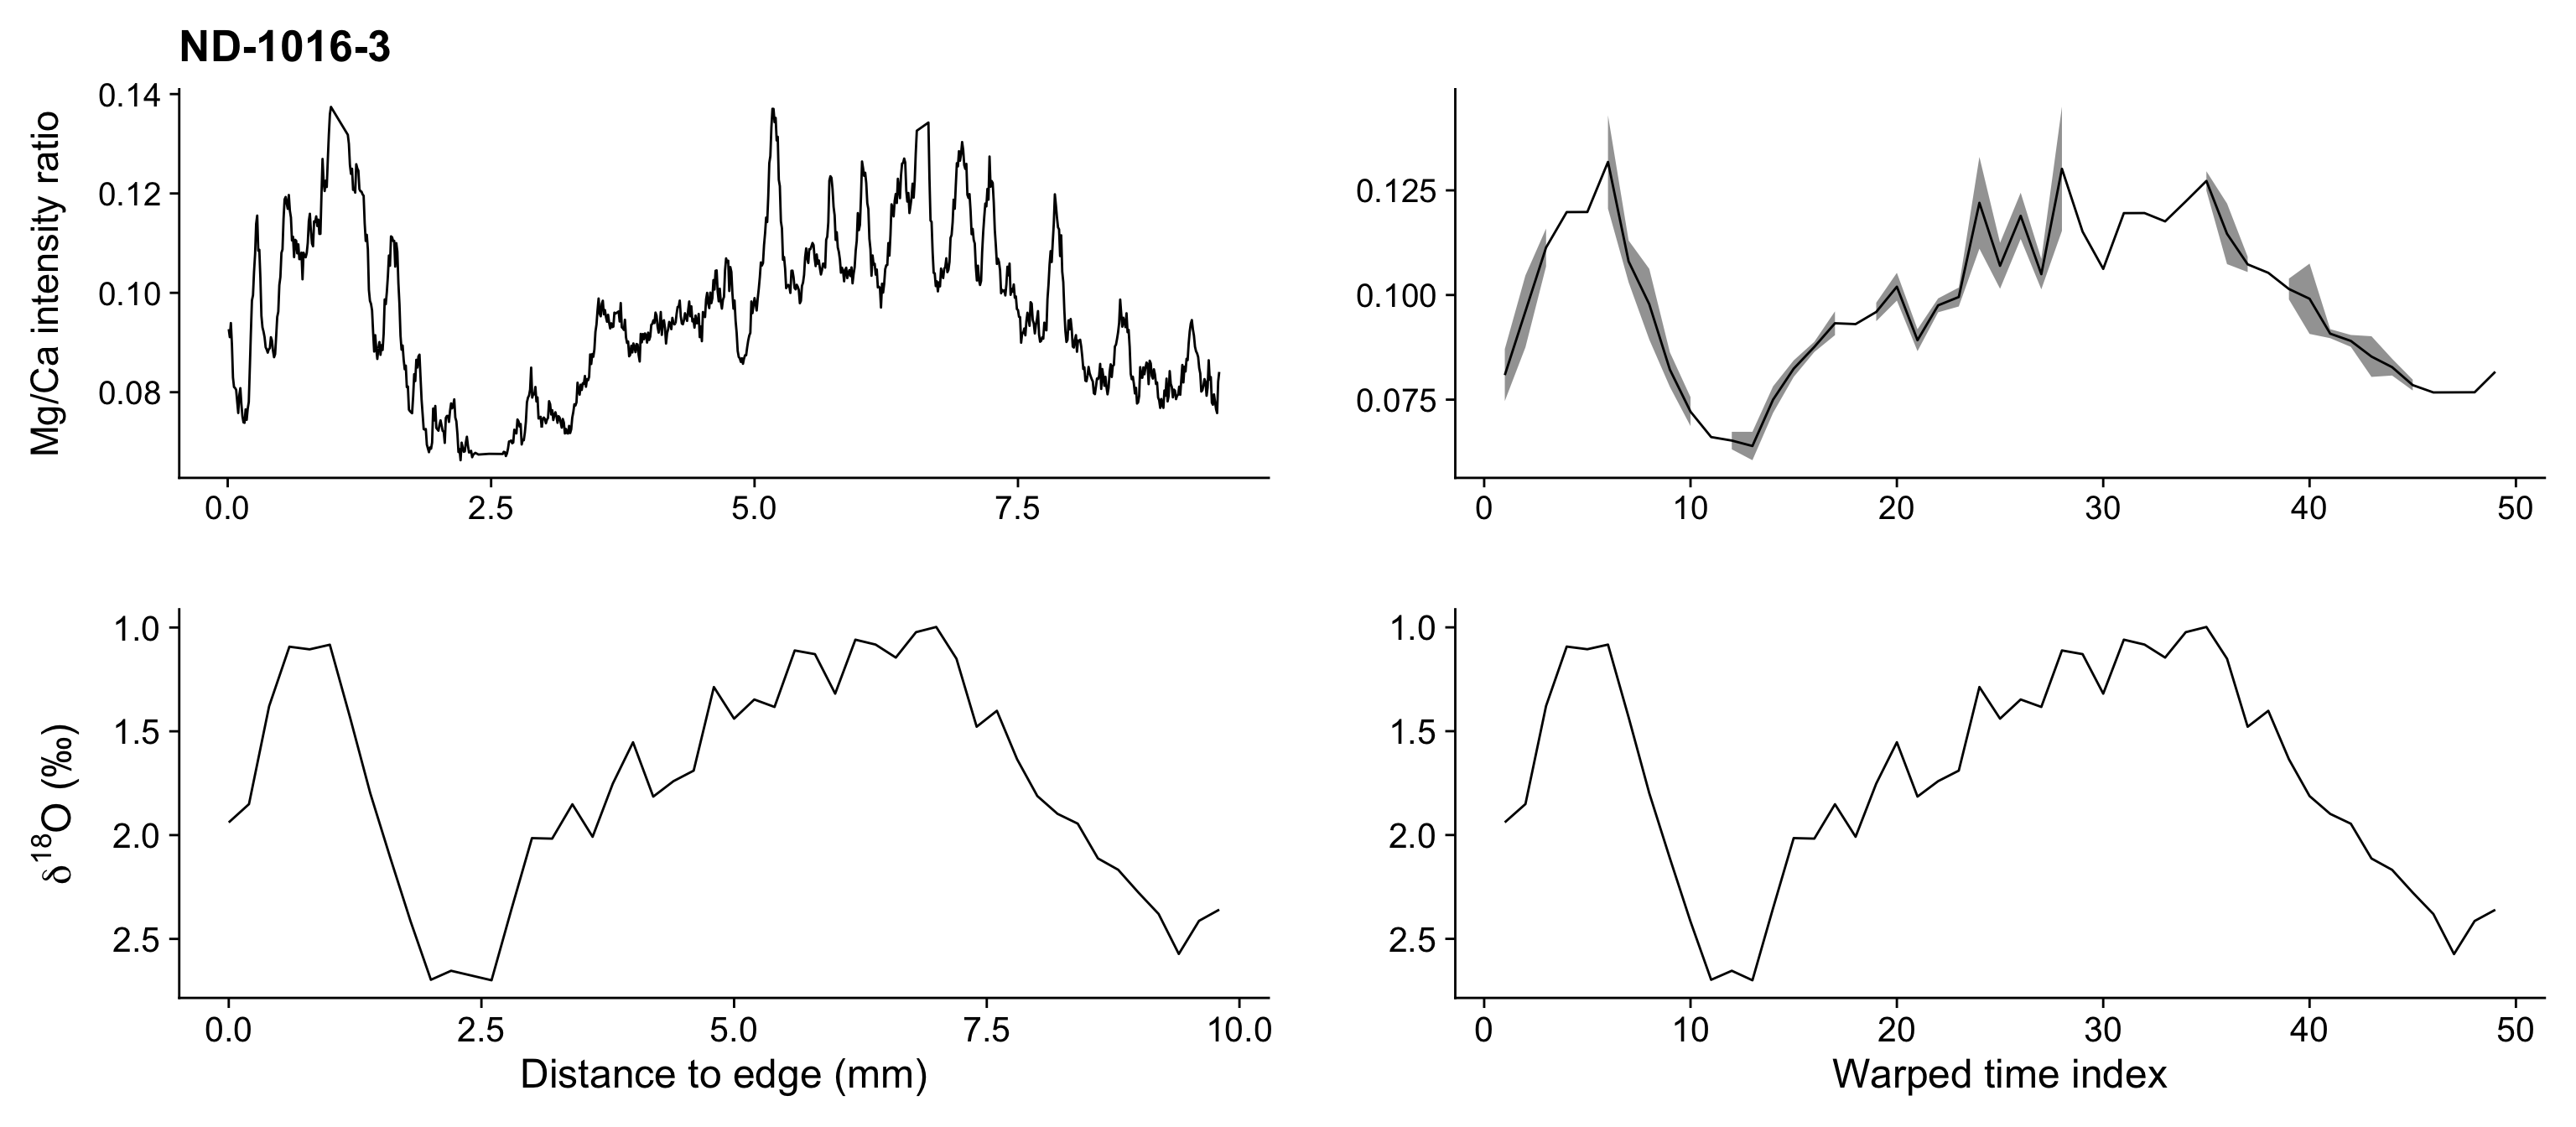 ND-1016-3
Mg/Ca intensity ratio
0.14
0.12
0.10
0.08
0.0 2.5 5.0 7.5
0.125
0.100
0.075
0 10 20 30 40 50
δ18O (‰)
1.0
1.5
2.0
2.5
0.0 2.5 5.0 7.5 10.0
Distance to edge (mm)
1.0
1.5
2.0
2.5
0 10 20 30 40 50
Warped time index